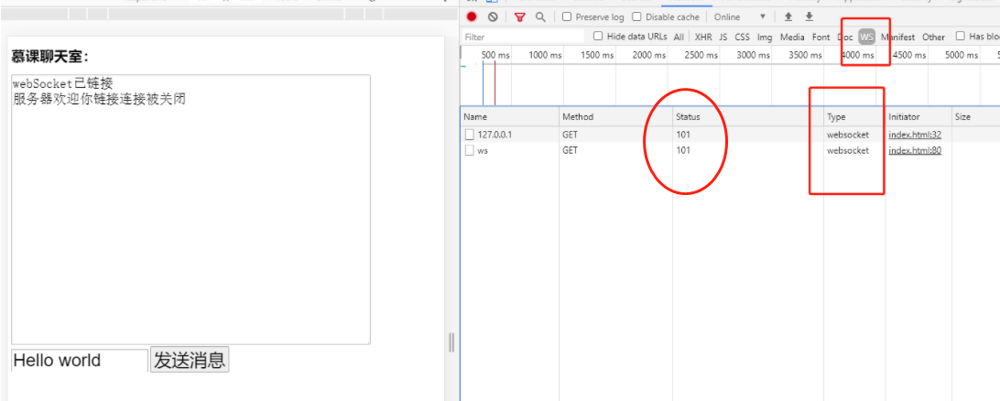 慕课聊天室:
webSocket已链接
服务器欢迎你链接连接被关闭
Hello world 发送消息
Preserve log Disable cache Online
Filter Hide data URLs All XHR JS CSS Img Media Font Doc WS Manifest Other Has bloc
500 ms 1000 ms 1500 ms 2000 ms 2500 ms 3000 ms 3500 ms 4000 ms 4500 ms 5000 ms
Name Method Status Type Initiator Size
127.0.0.1 GET 101 websocket index.html:32
ws GET 101 websocket index.html:80